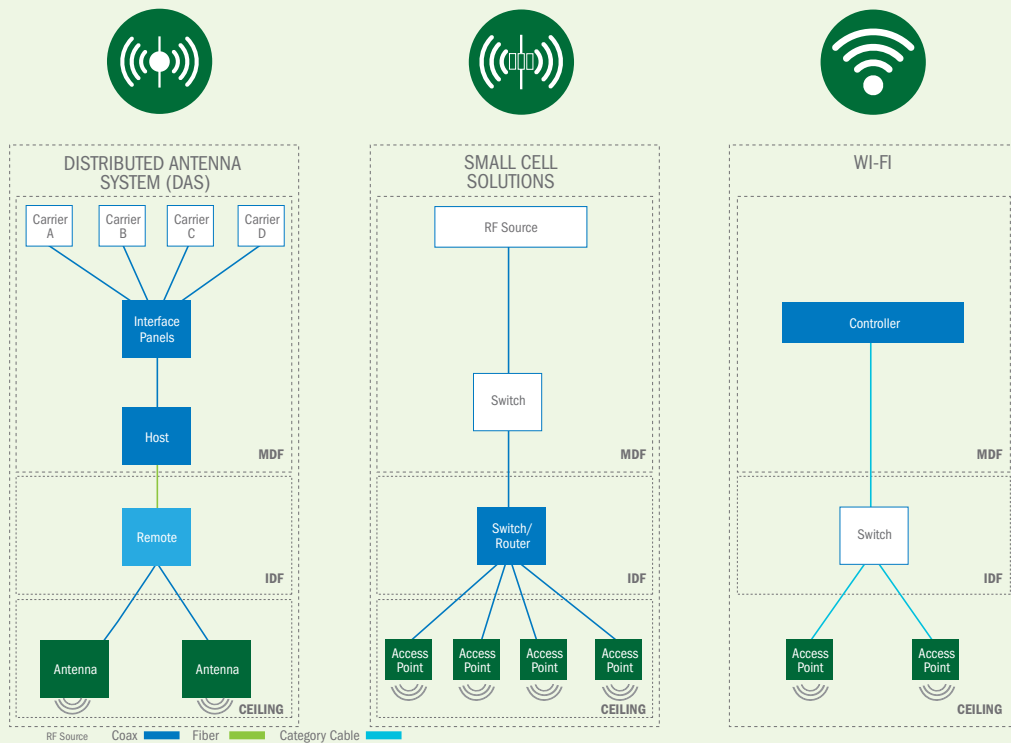 DISTRIBUTED ANTENNA
SYSTEM (DAS)
Carrier
A
Carrier
B
Carrier
C
Carrier
D
Interface
Panels
Host
MDF
Remote
IDF
Antenna
Antenna
CEILING
SMALL CELL
SOLUTIONS
RF Source
Switch
MDF
Switch/
Router
IDF
Access
Point
Access
Point
Access
Point
Access
Point
CEILING
WI-FI
Controller
MDF
Switch
IDF
Access
Point
Access
Point
CEILING
RF Source Coax Fiber Category Cable